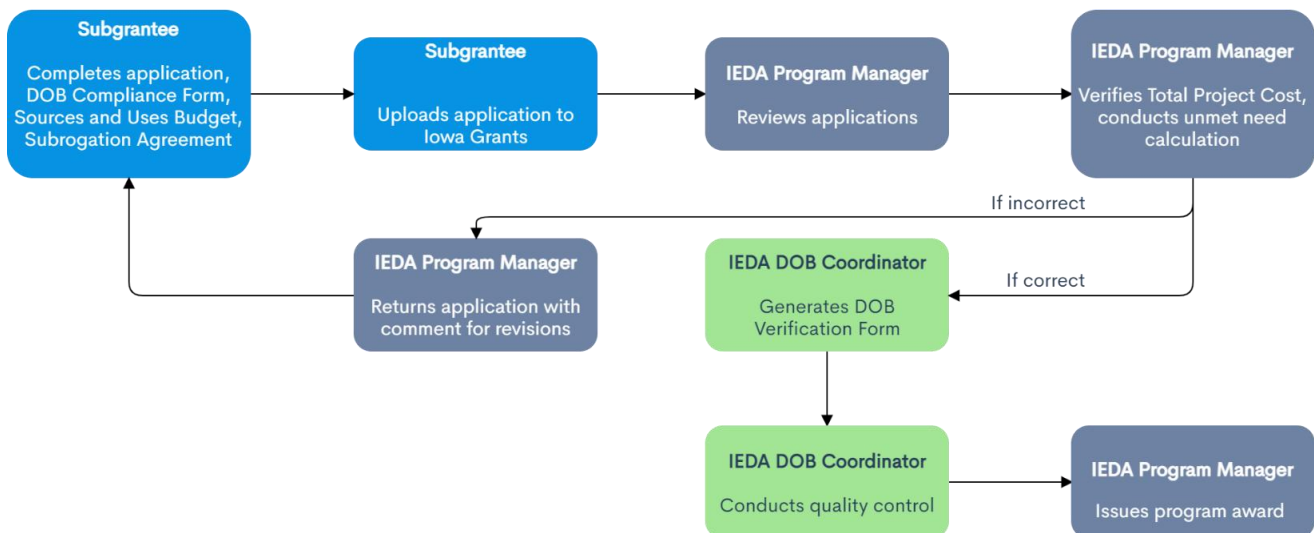 Subgrantee
Completes application,
DOB Compliance Form,
Sources and Uses Budget,
Subrogation Agreement
Subgrantee
Uploads application to
Iowa Grants
IEDA Program Manager
Reviews applications
IEDA Program Manager
Verifies Total Project Cost,
conducts unmet need
calculation
If incorrect
IEDA Program Manager
Returns application with
comment for revisions
If correct
IEDA DOB Coordinator
Generates DOB
Verification Form
IEDA DOB Coordinator
Conducts quality control
IEDA Program Manager
Issues program award